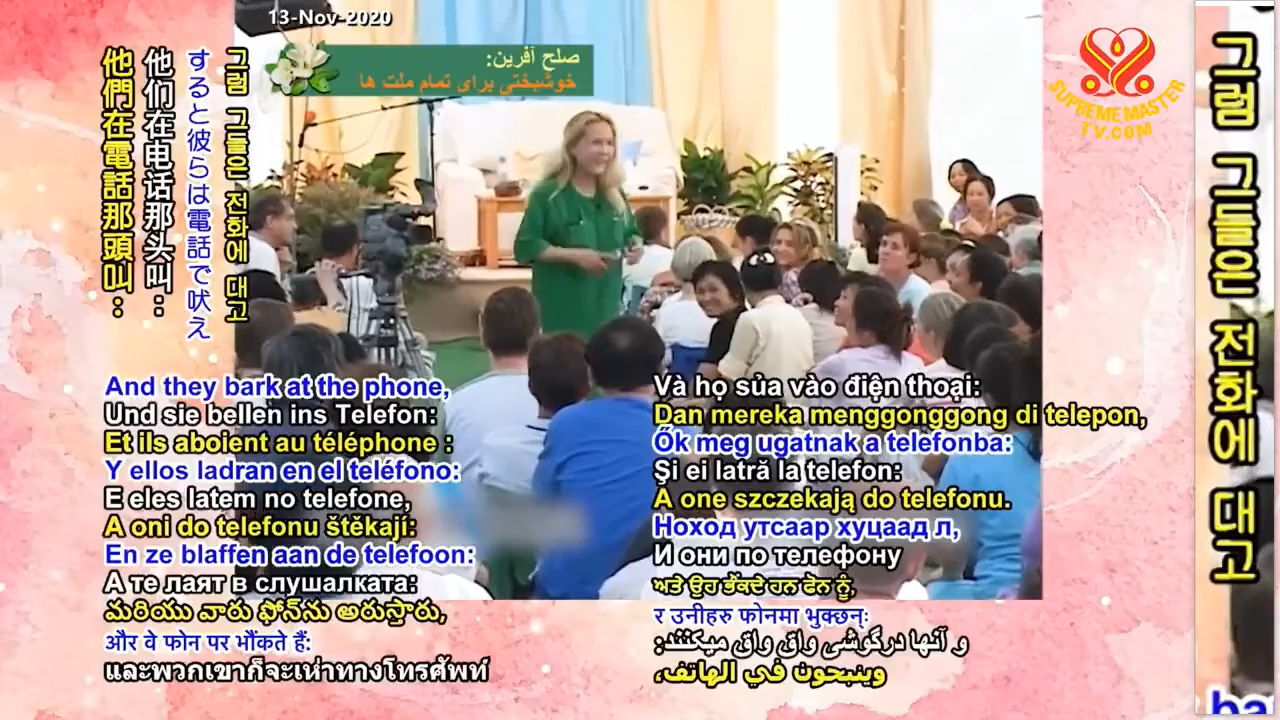 13-Nov-2020
صلح آفرین:
خوشبختی برای تمام ملت ها
SUPREME MASTER
TV.COM
그럼 그들은 전화에 대고
すると彼らは電話で吠え
他们在电话那头叫：
他們在電話那頭叫：
And they bark at the phone,
Und sie bellen ins Telefon:
Et ils aboient au téléphone :
Y ellos ladran en el teléfono:
E eles latem no telefone,
A oni do telefonu štěkají:
En ze blaffen aan de telefoon:
А те лаят в слушалката:
మరియు వారు ఫోన్‌ను అరుస్తారు,
और वे फोन पर भौंकते हैं:
และพวกเขาก็จะเห่าทางโทรศัพท์
Và họ sủa vào điện thoại:
Dan mereka menggonggong di telepon,
Ők meg ugatnak a telefonba:
Şi ei latră la telefon:
A one szczekają do telefonu.
Ноход утсаар хуцаад л,
И они по телефону
ਅਤੇ ਉਹ ਭੌਂਕਦੇ ਹਨ ਫੋਨ ਨੂੰ,
र उनीहरु फोनमा भुक्छन्:
و آنها درگوشی واق واق میکنند:
وينبحون في الهاتف،
그럼 그들은 전화에 대고
ba